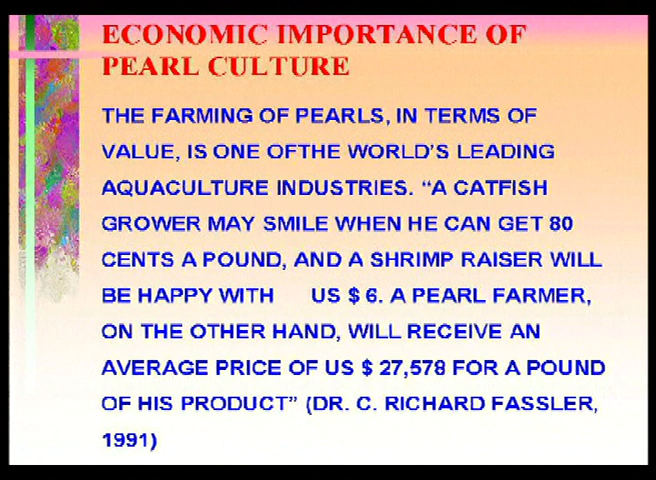 ECONOMIC IMPORTANCE OF
PEARL CULTURE
THE FARMING OF PEARLS, IN TERMS OF
VALUE, IS ONE OFTHE WORLD'S LEADING
AQUACULTURE INDUSTRIES. “A CATFISH
GROWER MAY SMILE WHEN HE CAN GET 80
CENTS A POUND, AND A SHRIMP RAISER WILL
BE HAPPY WITH US $ 6. A PEARL FARMER,
ON THE OTHER HAND, WILL RECEIVE AN
AVERAGE PRICE OF US $ 27,578 FOR A POUND
OF HIS PRODUCT” (DR. C. RICHARD FASSLER,
1991)